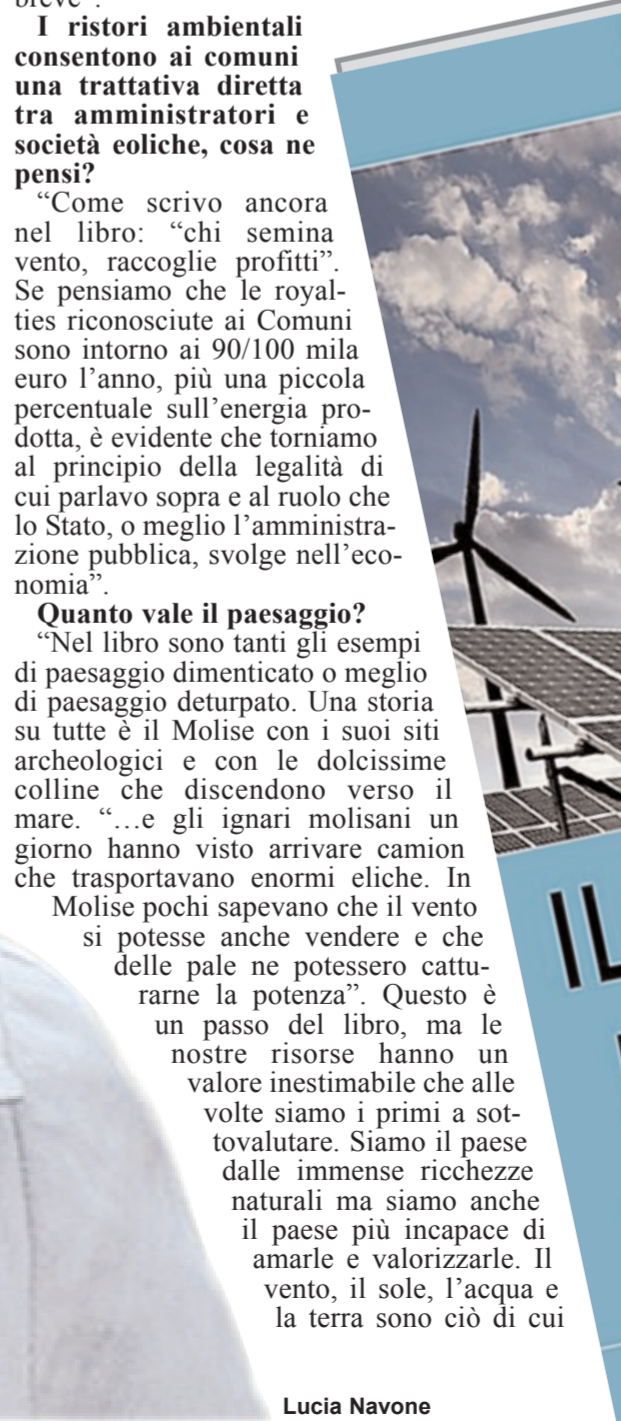 breve”.
I ristori ambientali
consentono ai comuni
una trattativa diretta
tra amministratori e
società eoliche, cosa ne
pensi?
“Come scrivo ancora
nel libro: “chi semina
vento, raccoglie profitti”.
Se pensiamo che le royal-
ties riconosciute ai Comuni
sono intorno ai 90/100 mila
euro l’anno, più una piccola
percentuale sull’energia pro-
dotta, è evidente che torniamo
al principio della legalità di
cui parlavo sopra e al ruolo che
lo Stato, o meglio l’amministra-
zione pubblica, svolge nell’eco-
nomia”.
Quanto vale il paesaggio?
“Nel libro sono tanti gli esempi
di paesaggio dimenticato o meglio
di paesaggio deturpato. Una storia
su tutte è il Molise con i suoi siti
archeologici e con le dolcissime
colline che discendono verso il
mare. “…e gli ignari molisani un
giorno hanno visto arrivare camion
che trasportavano enormi eliche. In
Molise pochi sapevano che il vento
si potesse anche vendere e che
delle pale ne potessero cattu-
rarne la potenza”. Questo è
un passo del libro, ma le
nostre risorse hanno un
valore inestimabile che alle
volte siamo i primi a sot-
tovalutare. Siamo il paese
dalle immense ricchezze
naturali ma siamo anche
il paese più incapace di
amarle e valorizzarle. Il
vento, il sole, l’acqua e
la terra sono ciò di cui
IL
Lucia Navone